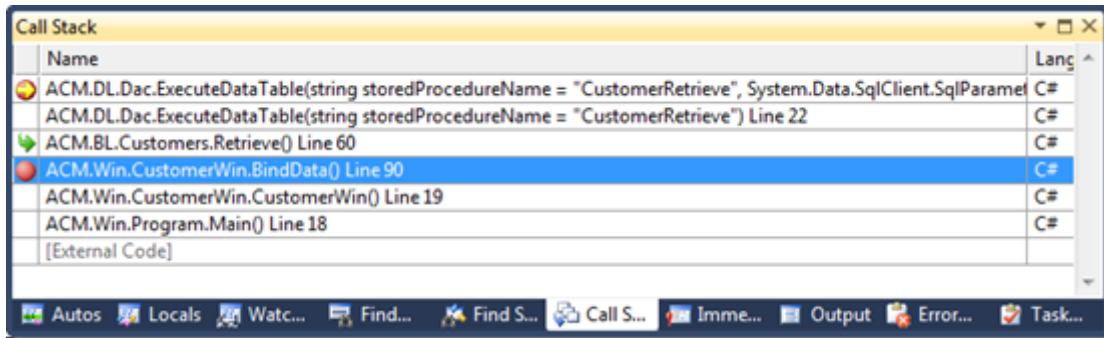 Call Stack
Name Lang
ACM.DL.Dac.ExecuteDataTable(string storedProcedureName = "CustomerRetrieve", System.Data.SqlClient.SqlParamet C#
ACM.DL.Dac.ExecuteDataTable(string storedProcedureName = "CustomerRetrieve") Line 22 C#
ACM.BL.Customers.Retrieve() Line 60 C#
ACM.Win.CustomerWin.BindData() Line 90 C#
ACM.Win.CustomerWin.CustomerWin() Line 19 C#
ACM.Win.Program.Main() Line 18 C#
[External Code]
Autos Locals Watc... Find... Find S... Call S... Imme... Output Error... Task...